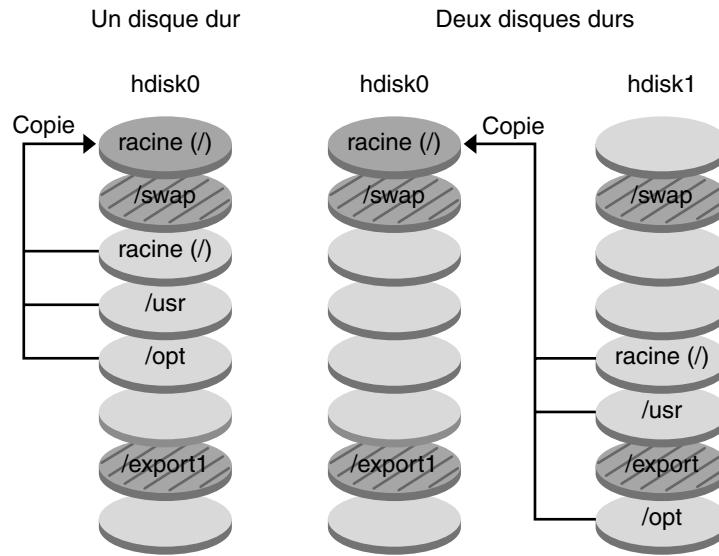 Un disque dur
Deux disques durs
hdisk0
hdisk0
hdisk1
Copie
racine (/)
/swap
racine (/)
/usr
/opt
/export1
racine (/)
Copie
/swap
/export1
/swap
racine (/)
/usr
/export
/opt